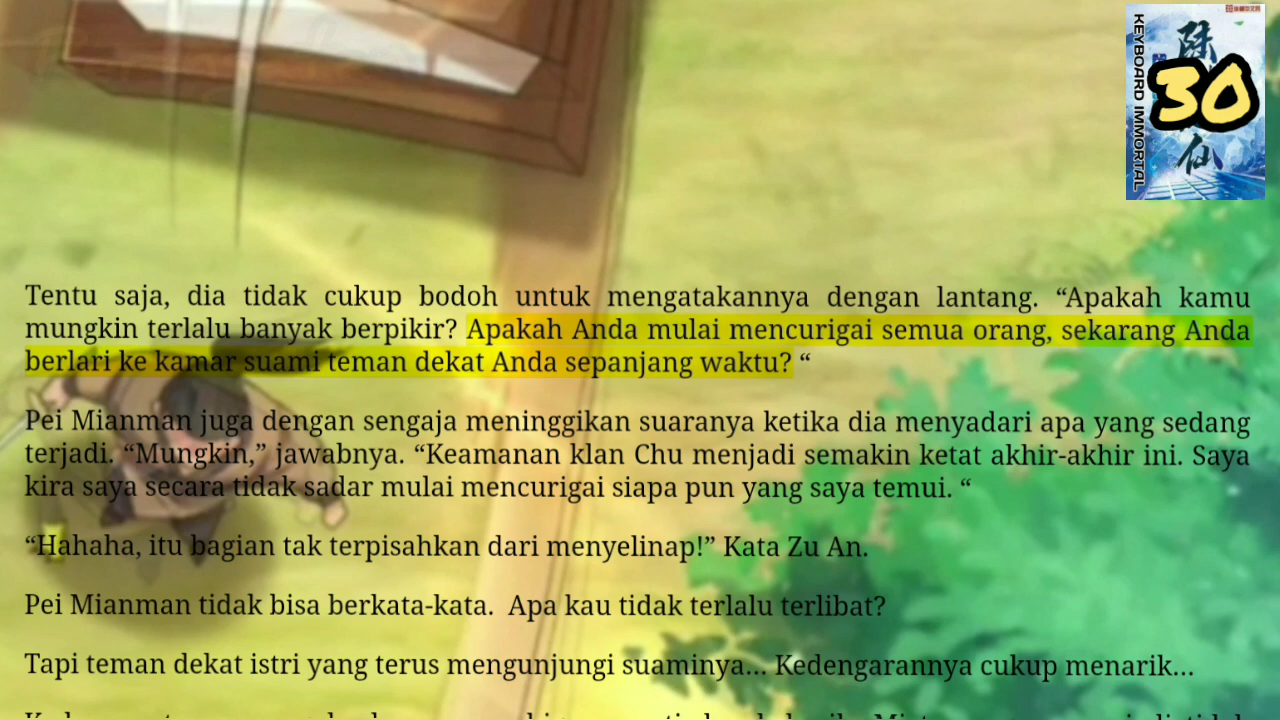 KEYBOARD IMMORTAL
30
仙
Tentu saja, dia tidak cukup bodoh untuk mengatakannya dengan lantang. “Apakah kamu
mungkin terlalu banyak berpikir? Apakah Anda mulai mencurigai semua orang, sekarang Anda
berlari ke kamar suami teman dekat Anda sepanjang waktu? “
Pei Mianman juga dengan sengaja meninggikan suaranya ketika dia menyadari apa yang sedang
terjadi. “Mungkin,” jawabnya. “Keamanan klan Chu menjadi semakin ketat akhir-akhir ini. Saya
kira saya secara tidak sadar mulai mencurigai siapa pun yang saya temui. “
“Hahaha, itu bagian tak terpisahkan dari menyelinap!” Kata Zu An.
Pei Mianman tidak bisa berkata-kata. Apa kau tidak terlalu terlibat?
Tapi teman dekat istri yang terus mengunjungi suaminya... Kedengarannya cukup menarik...